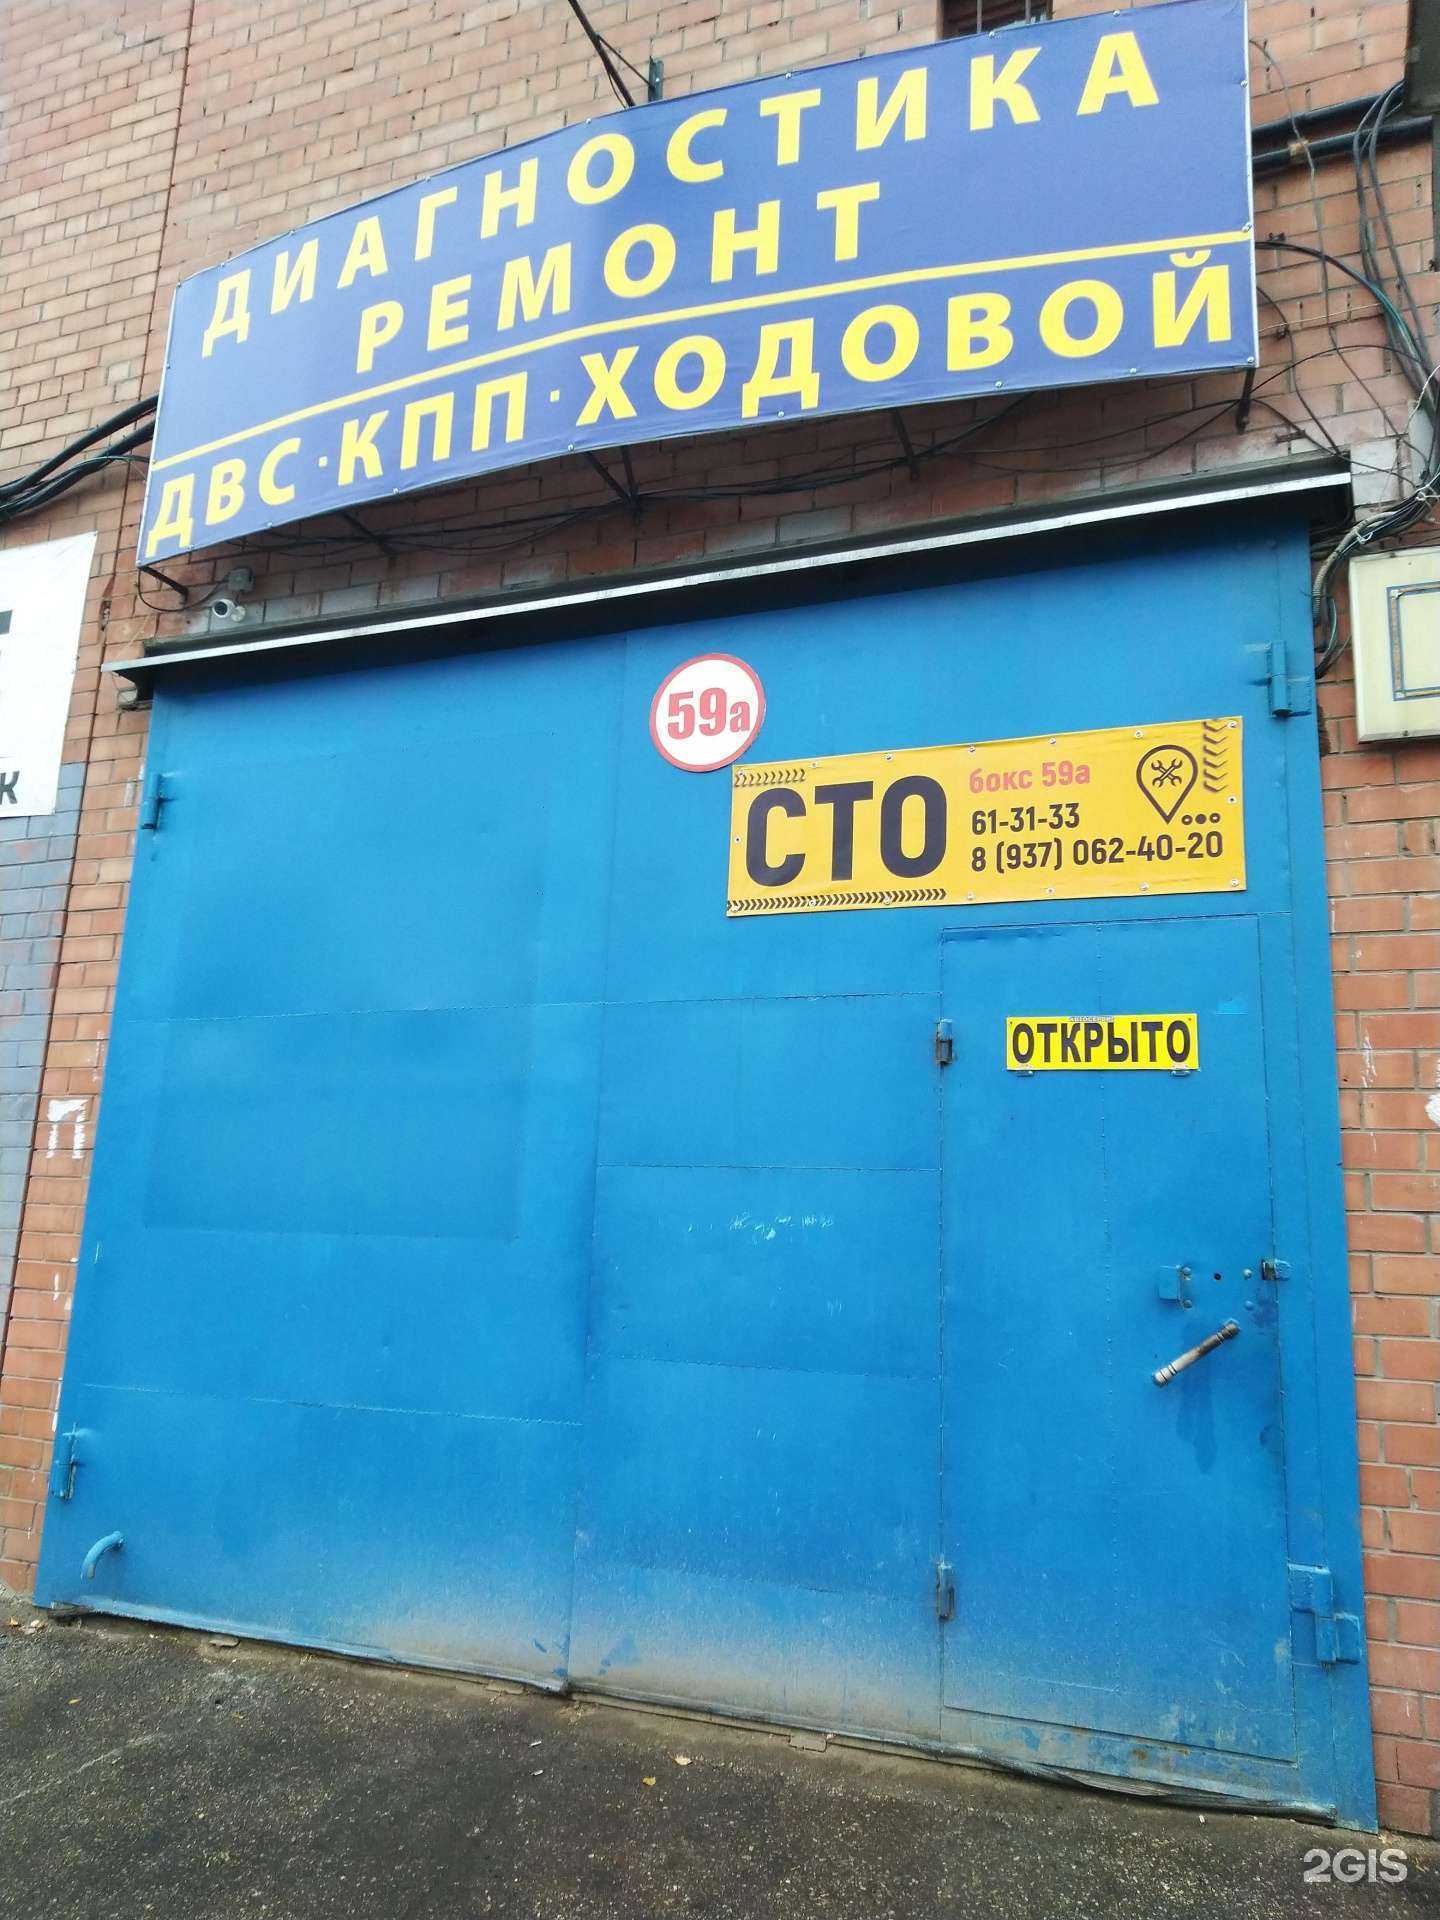 ДИАГНОСТИКА
РЕМОНТ
ДВС·КПП·ХОДОВОЙ
59а
СТО
бокс 59а
61-31-33
8 (937) 062-40-20
АВТОСЕРВИС
ОТКРЫТО
К
П
2GIS